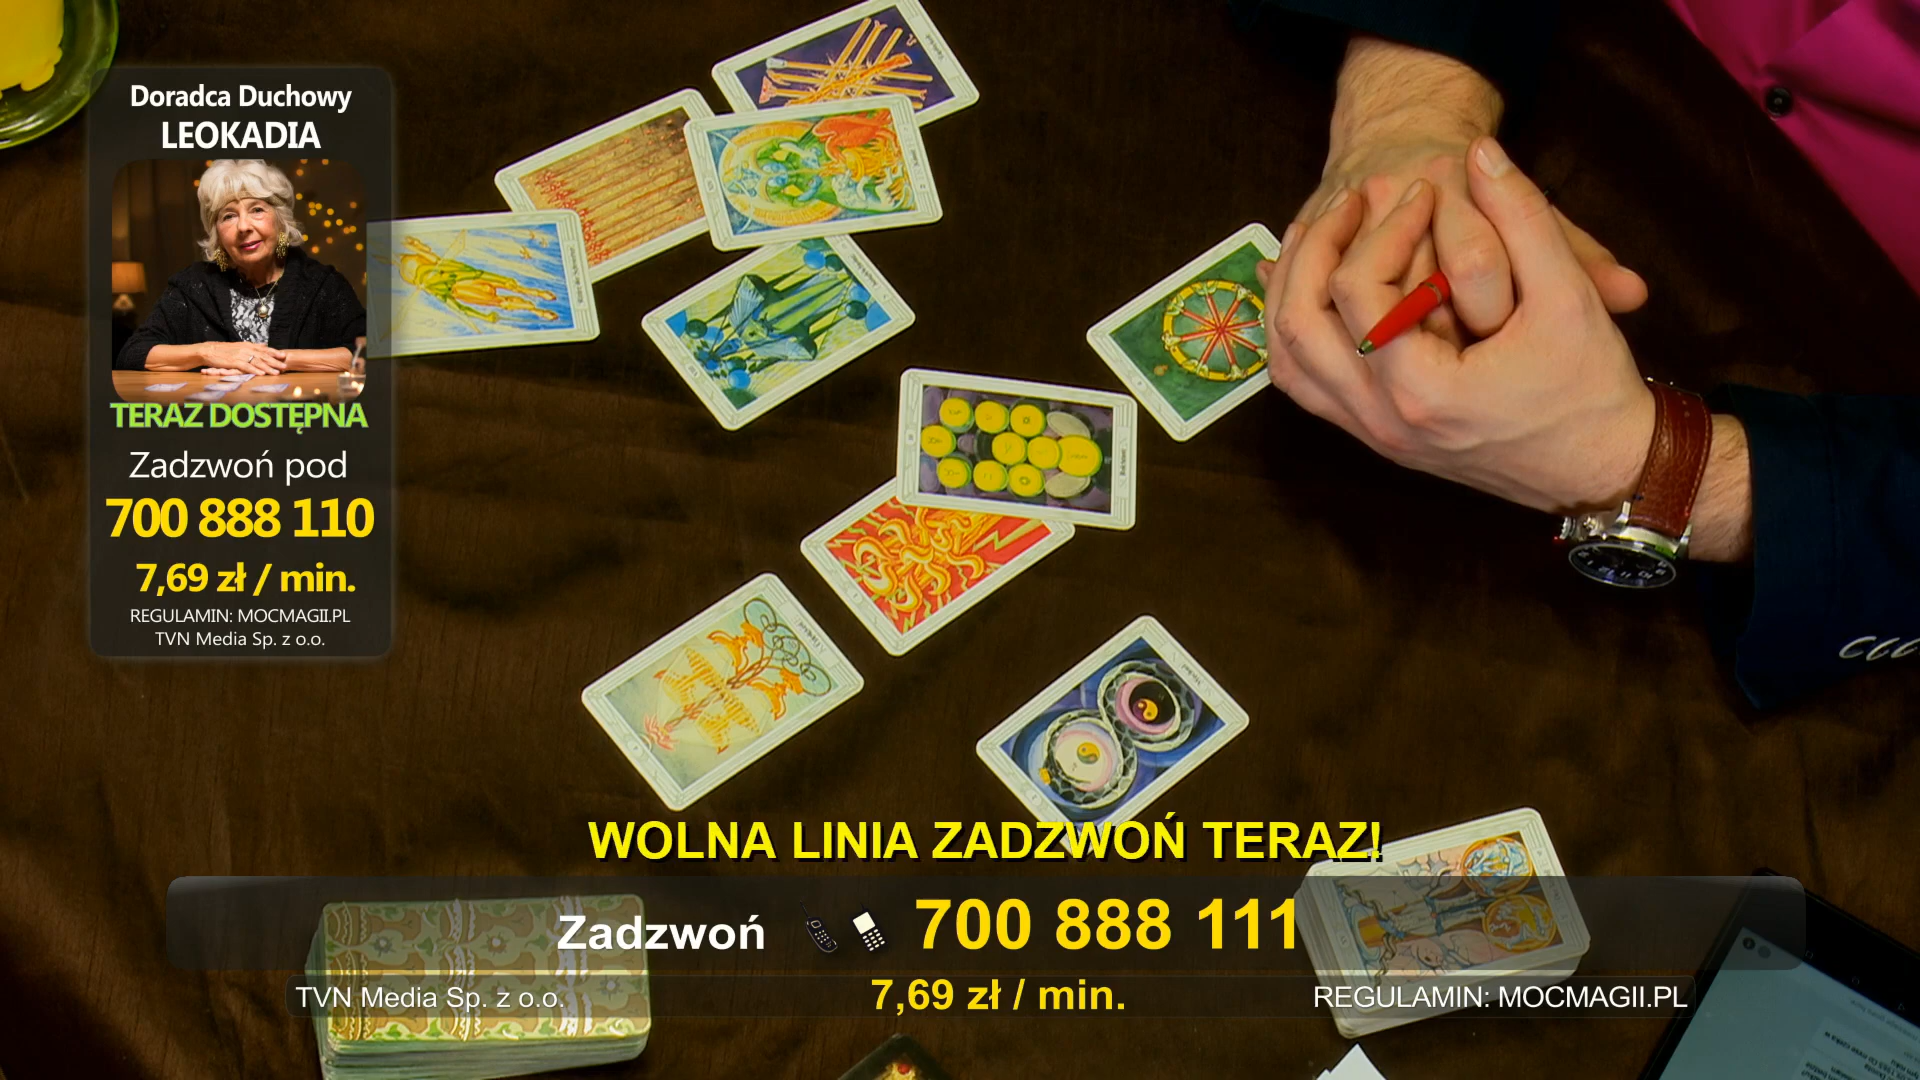 Doradca Duchowy
LEOKADIA
TERAZ DOSTĘPNA
Zadzwoń pod
700 888 110
7,69 zł / min.
REGULAMIN: MOCMAGII.PL
TVN Media Sp. z o.o.
WOLNA LINIA ZADZWOŃ TERAZ!
Zadzwoń 700 888 111
TVN Media Sp. z o.o. 7,69 zł / min. REGULAMIN: MOCMAGII.PL